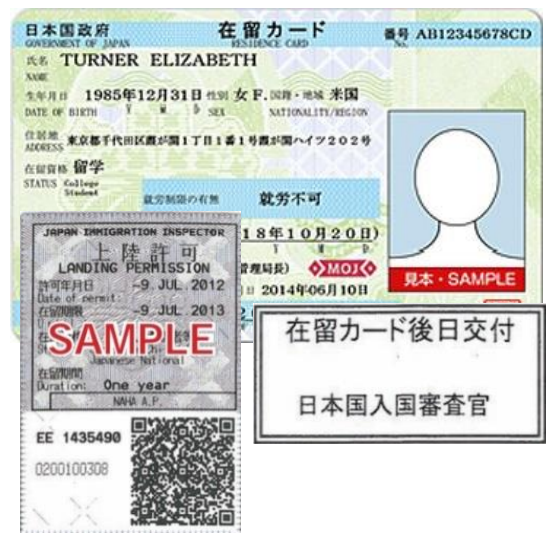 日本国政府 在留カード 番号 AB12345678CD
GOVERNMENT OF JAPAN RESIDENCE CARD No.
氏名 TURNER ELIZABETH
NAME
生年月日 1985年12月31日 性別 女 F. 国籍・地域 米国
DATE OF BIRTH Y M D SEX NATIONALITY/REGION
住居地 東京都千代田区霞が関1丁目1番1号霞が関ハイツ202号
ADDRESS
在留資格 留学
STATUS College
Student
就労制限の有無 就労不可
18年10月20日)
Y M D
管理局長) MOJ
2014年06月10日
見本・SAMPLE
JAPAN IMMIGRATION INSPECTOR
上陸許可
LANDING PERMISSION
許可年月日 -9. JUL. 2012
Date of permit:
在留期限 -9. JUL. 2013
SAMPLE
Japanese National
在留期間
Duration: One year
NAHA A.P.
EE 1435490
0200100308
在留カード後日交付
日本国入国審査官